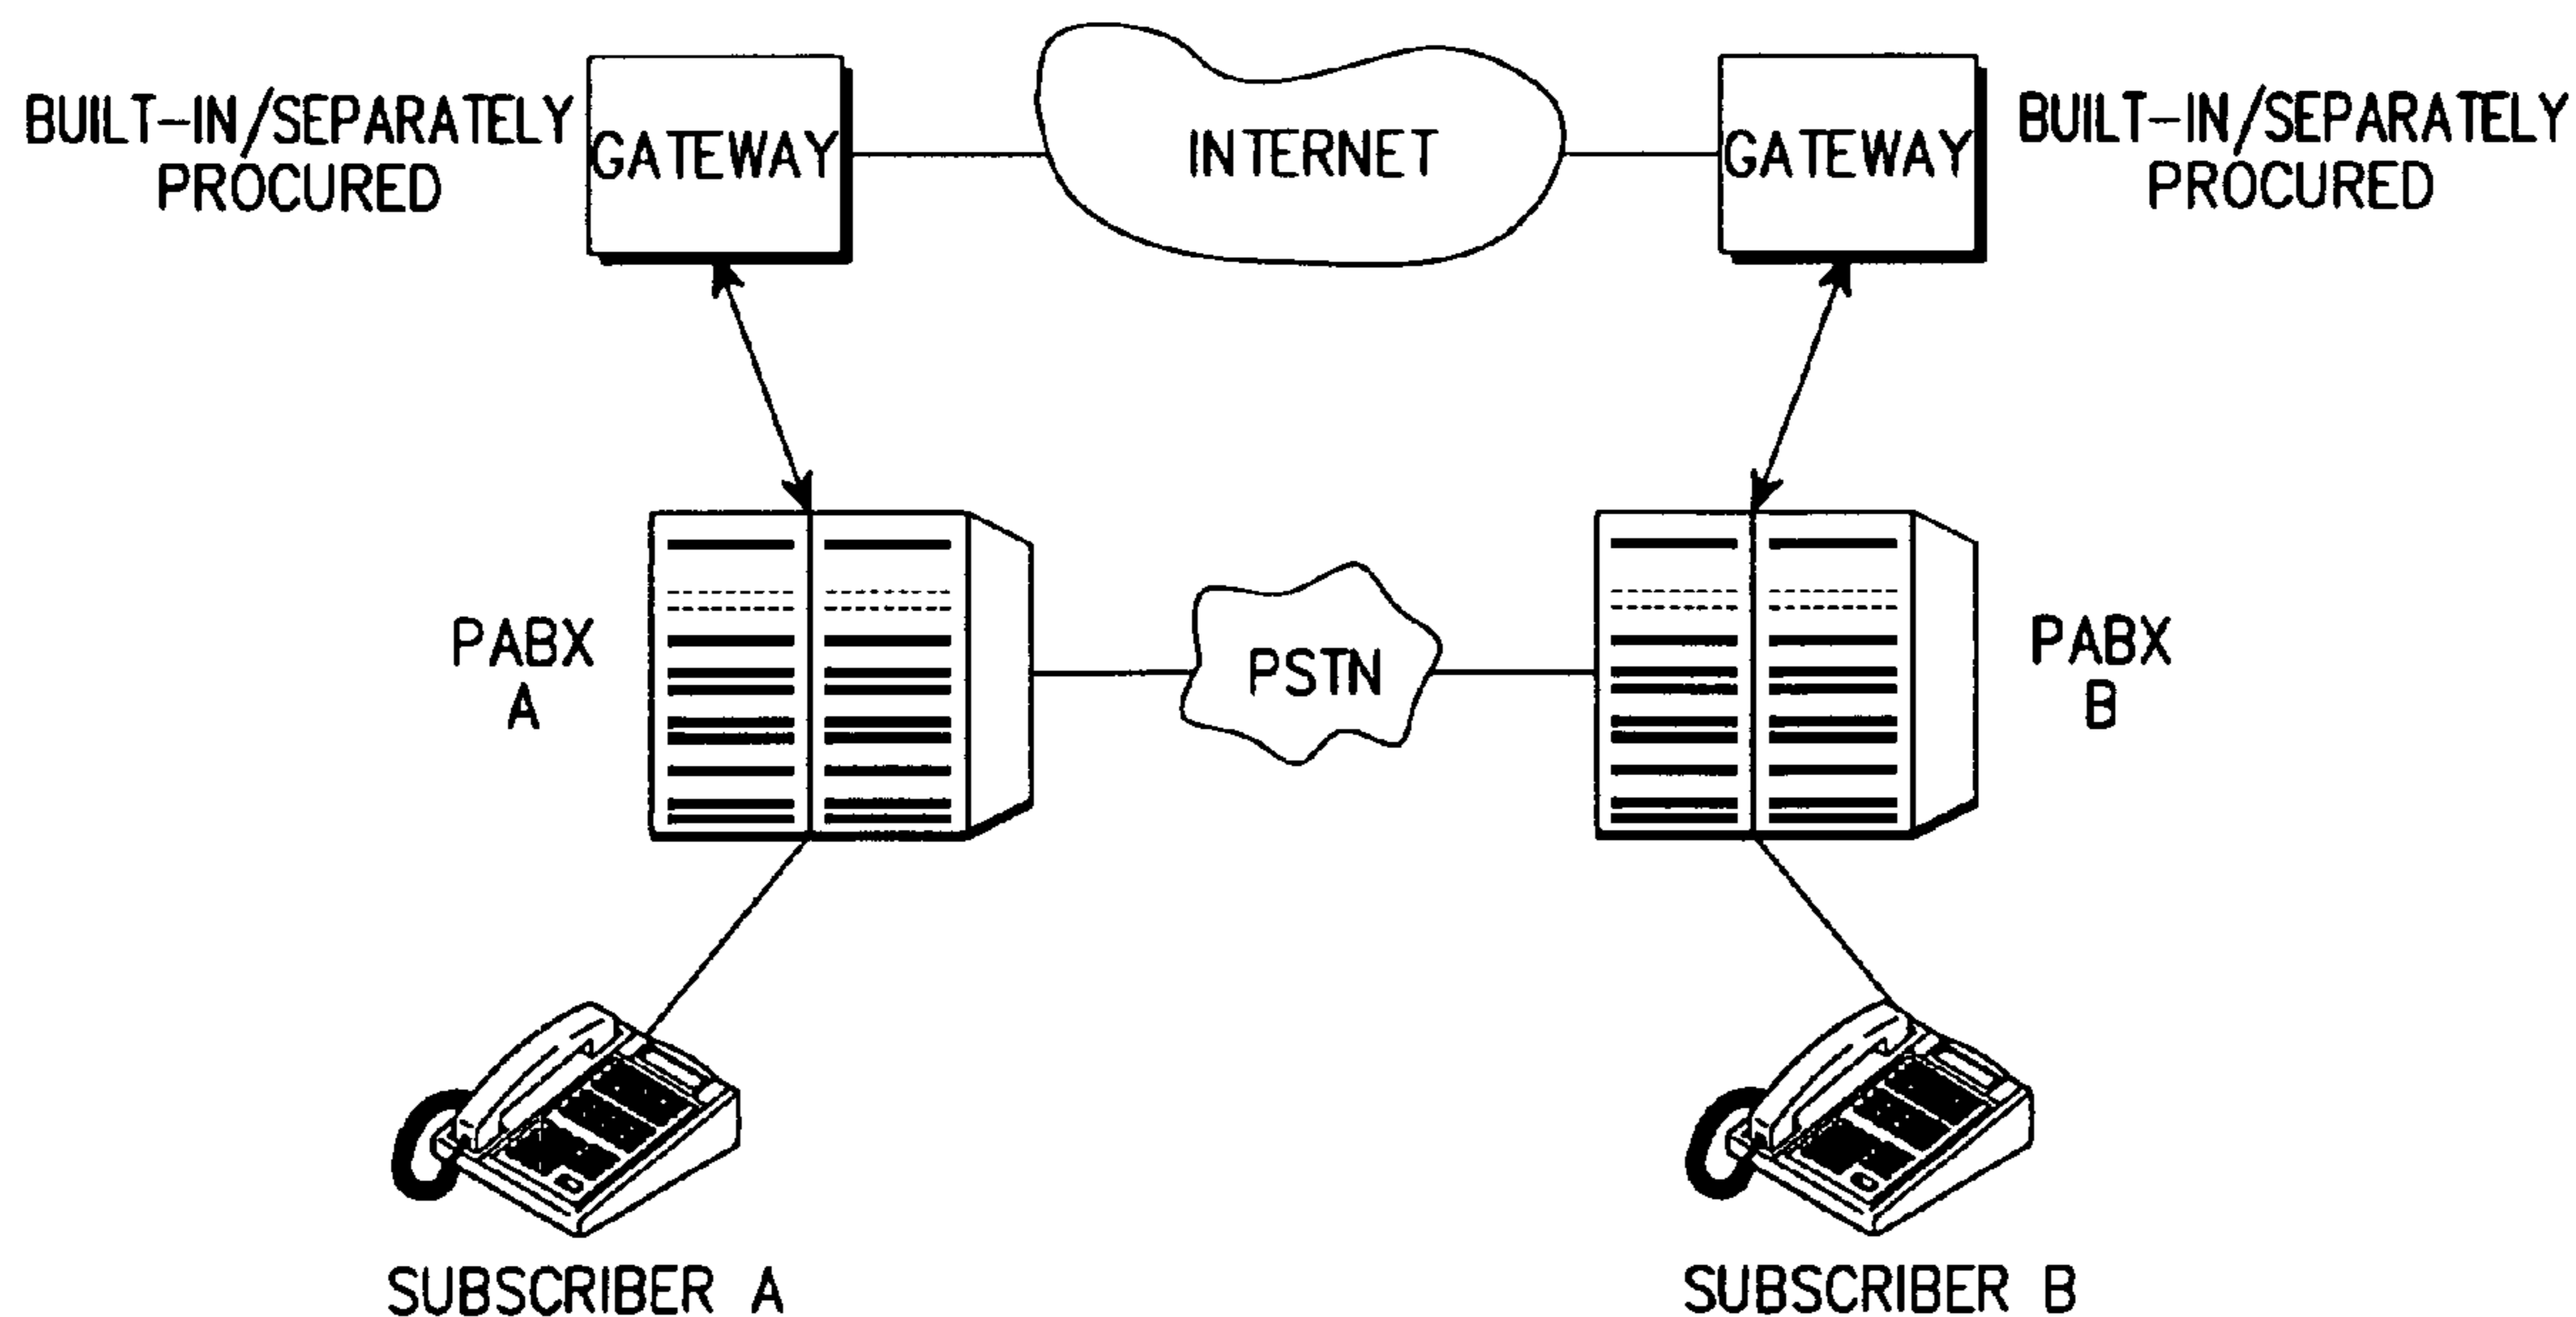 BUILT-IN/SEPARATELY
PROCURED
GATEWAY
INTERNET
GATEWAY
BUILT-IN/SEPARATELY
PROCURED
PABX
A
PSTN
PABX
B
SUBSCRIBER A
SUBSCRIBER B